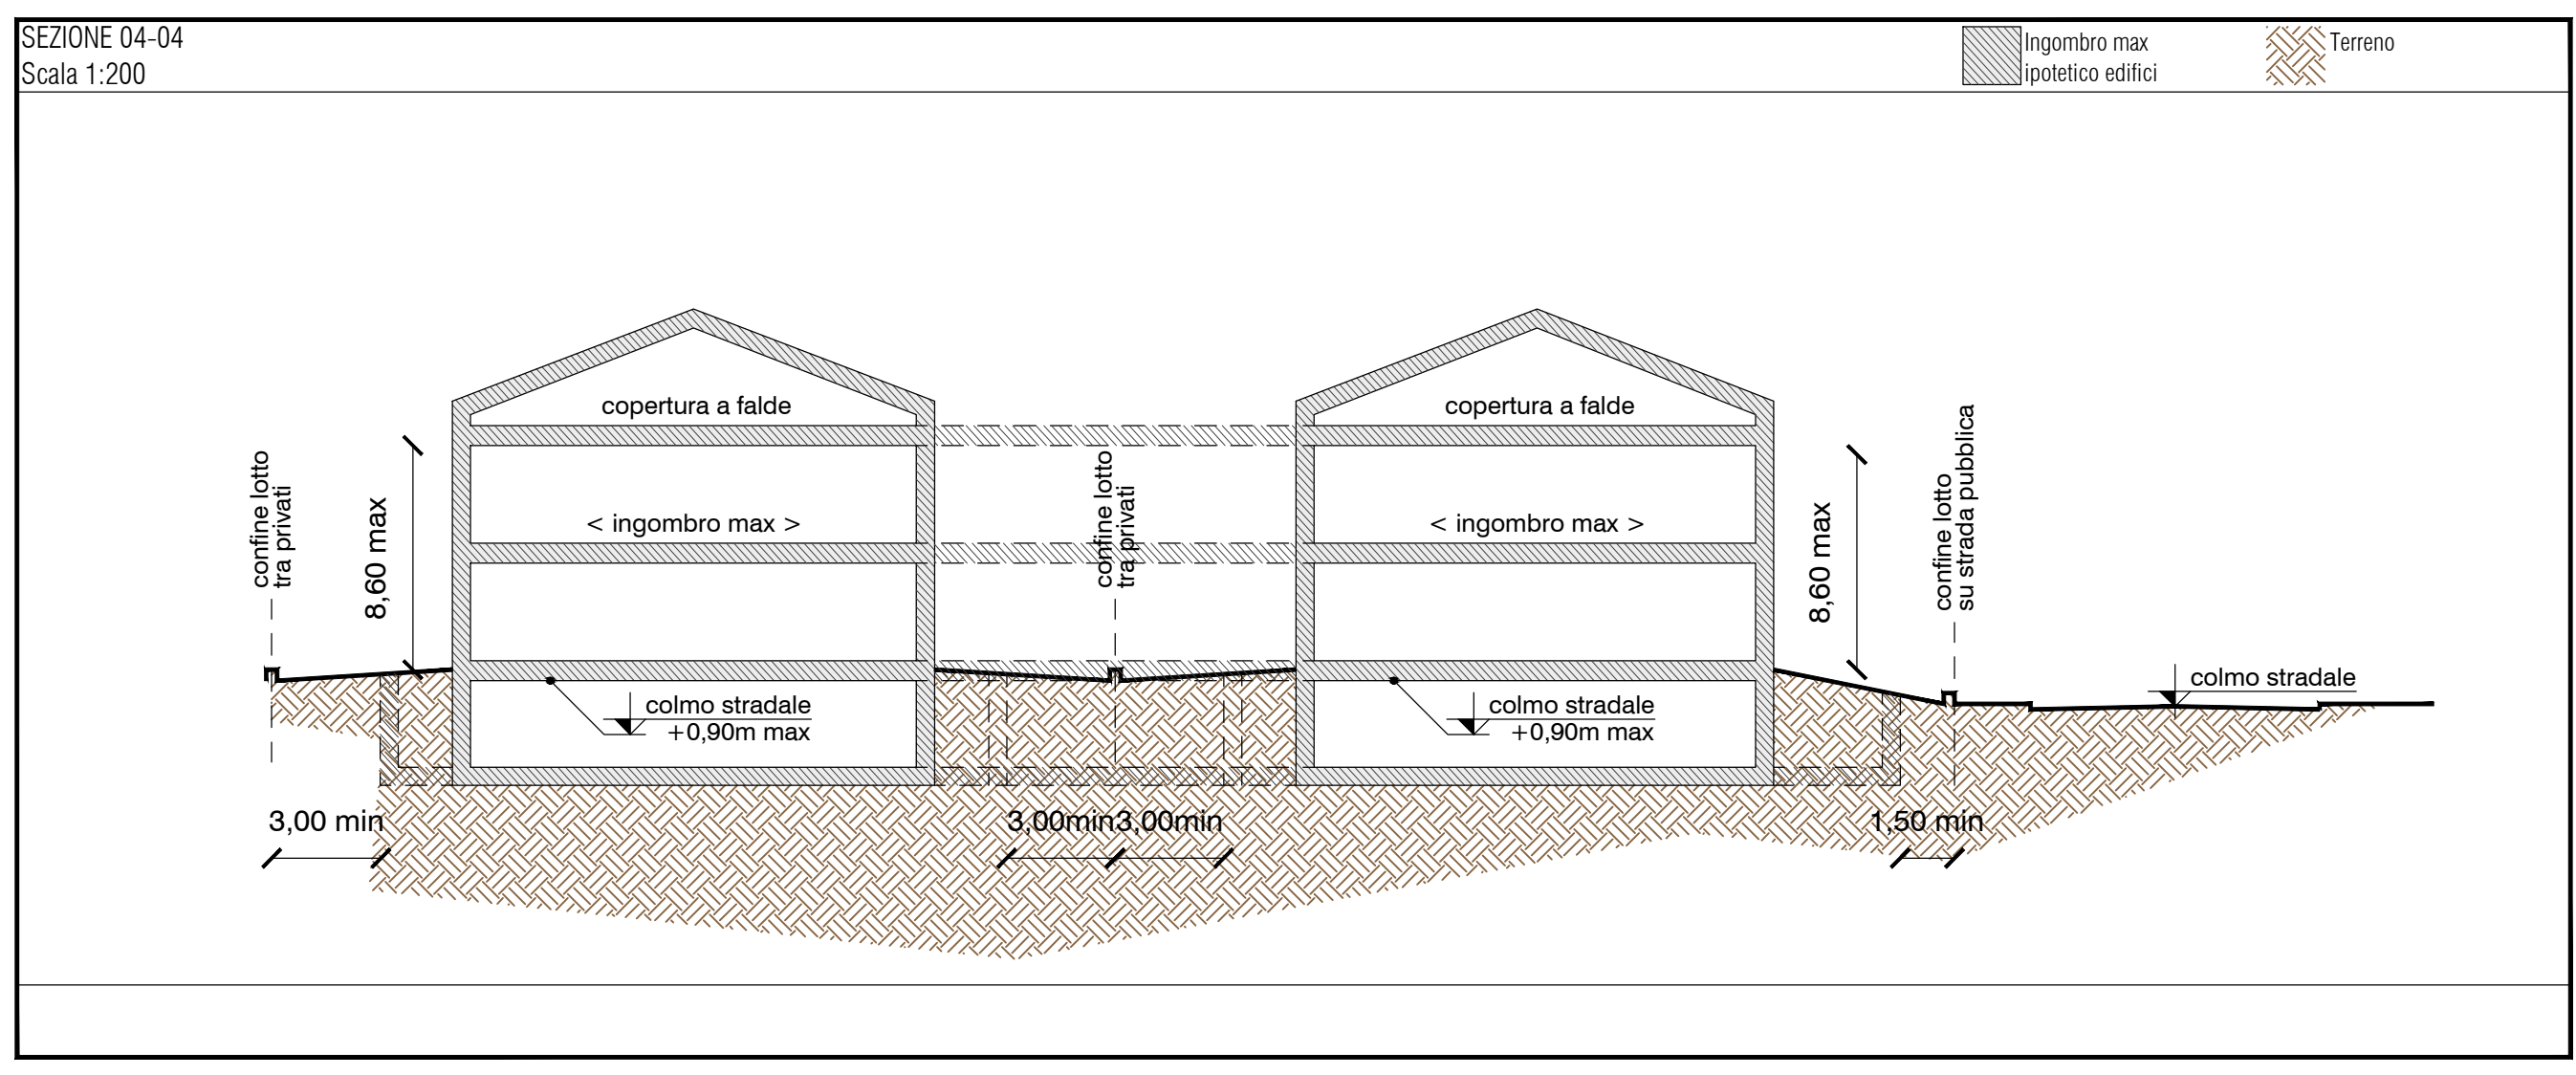 SEZIONE 04-04
Scala 1:200
Ingombro max
ipotetico edifici
Terreno
copertura a falde
copertura a falde
confine lotto
tra privati
8,60 max
< ingombro max >
confine lotto
tra privati
< ingombro max >
8,60 max
confine lotto
su strada pubblica
colmo stradale
+0,90m max
colmo stradale
+0,90m max
colmo stradale
3,00 min
3,00min
3,00min
1,50 min